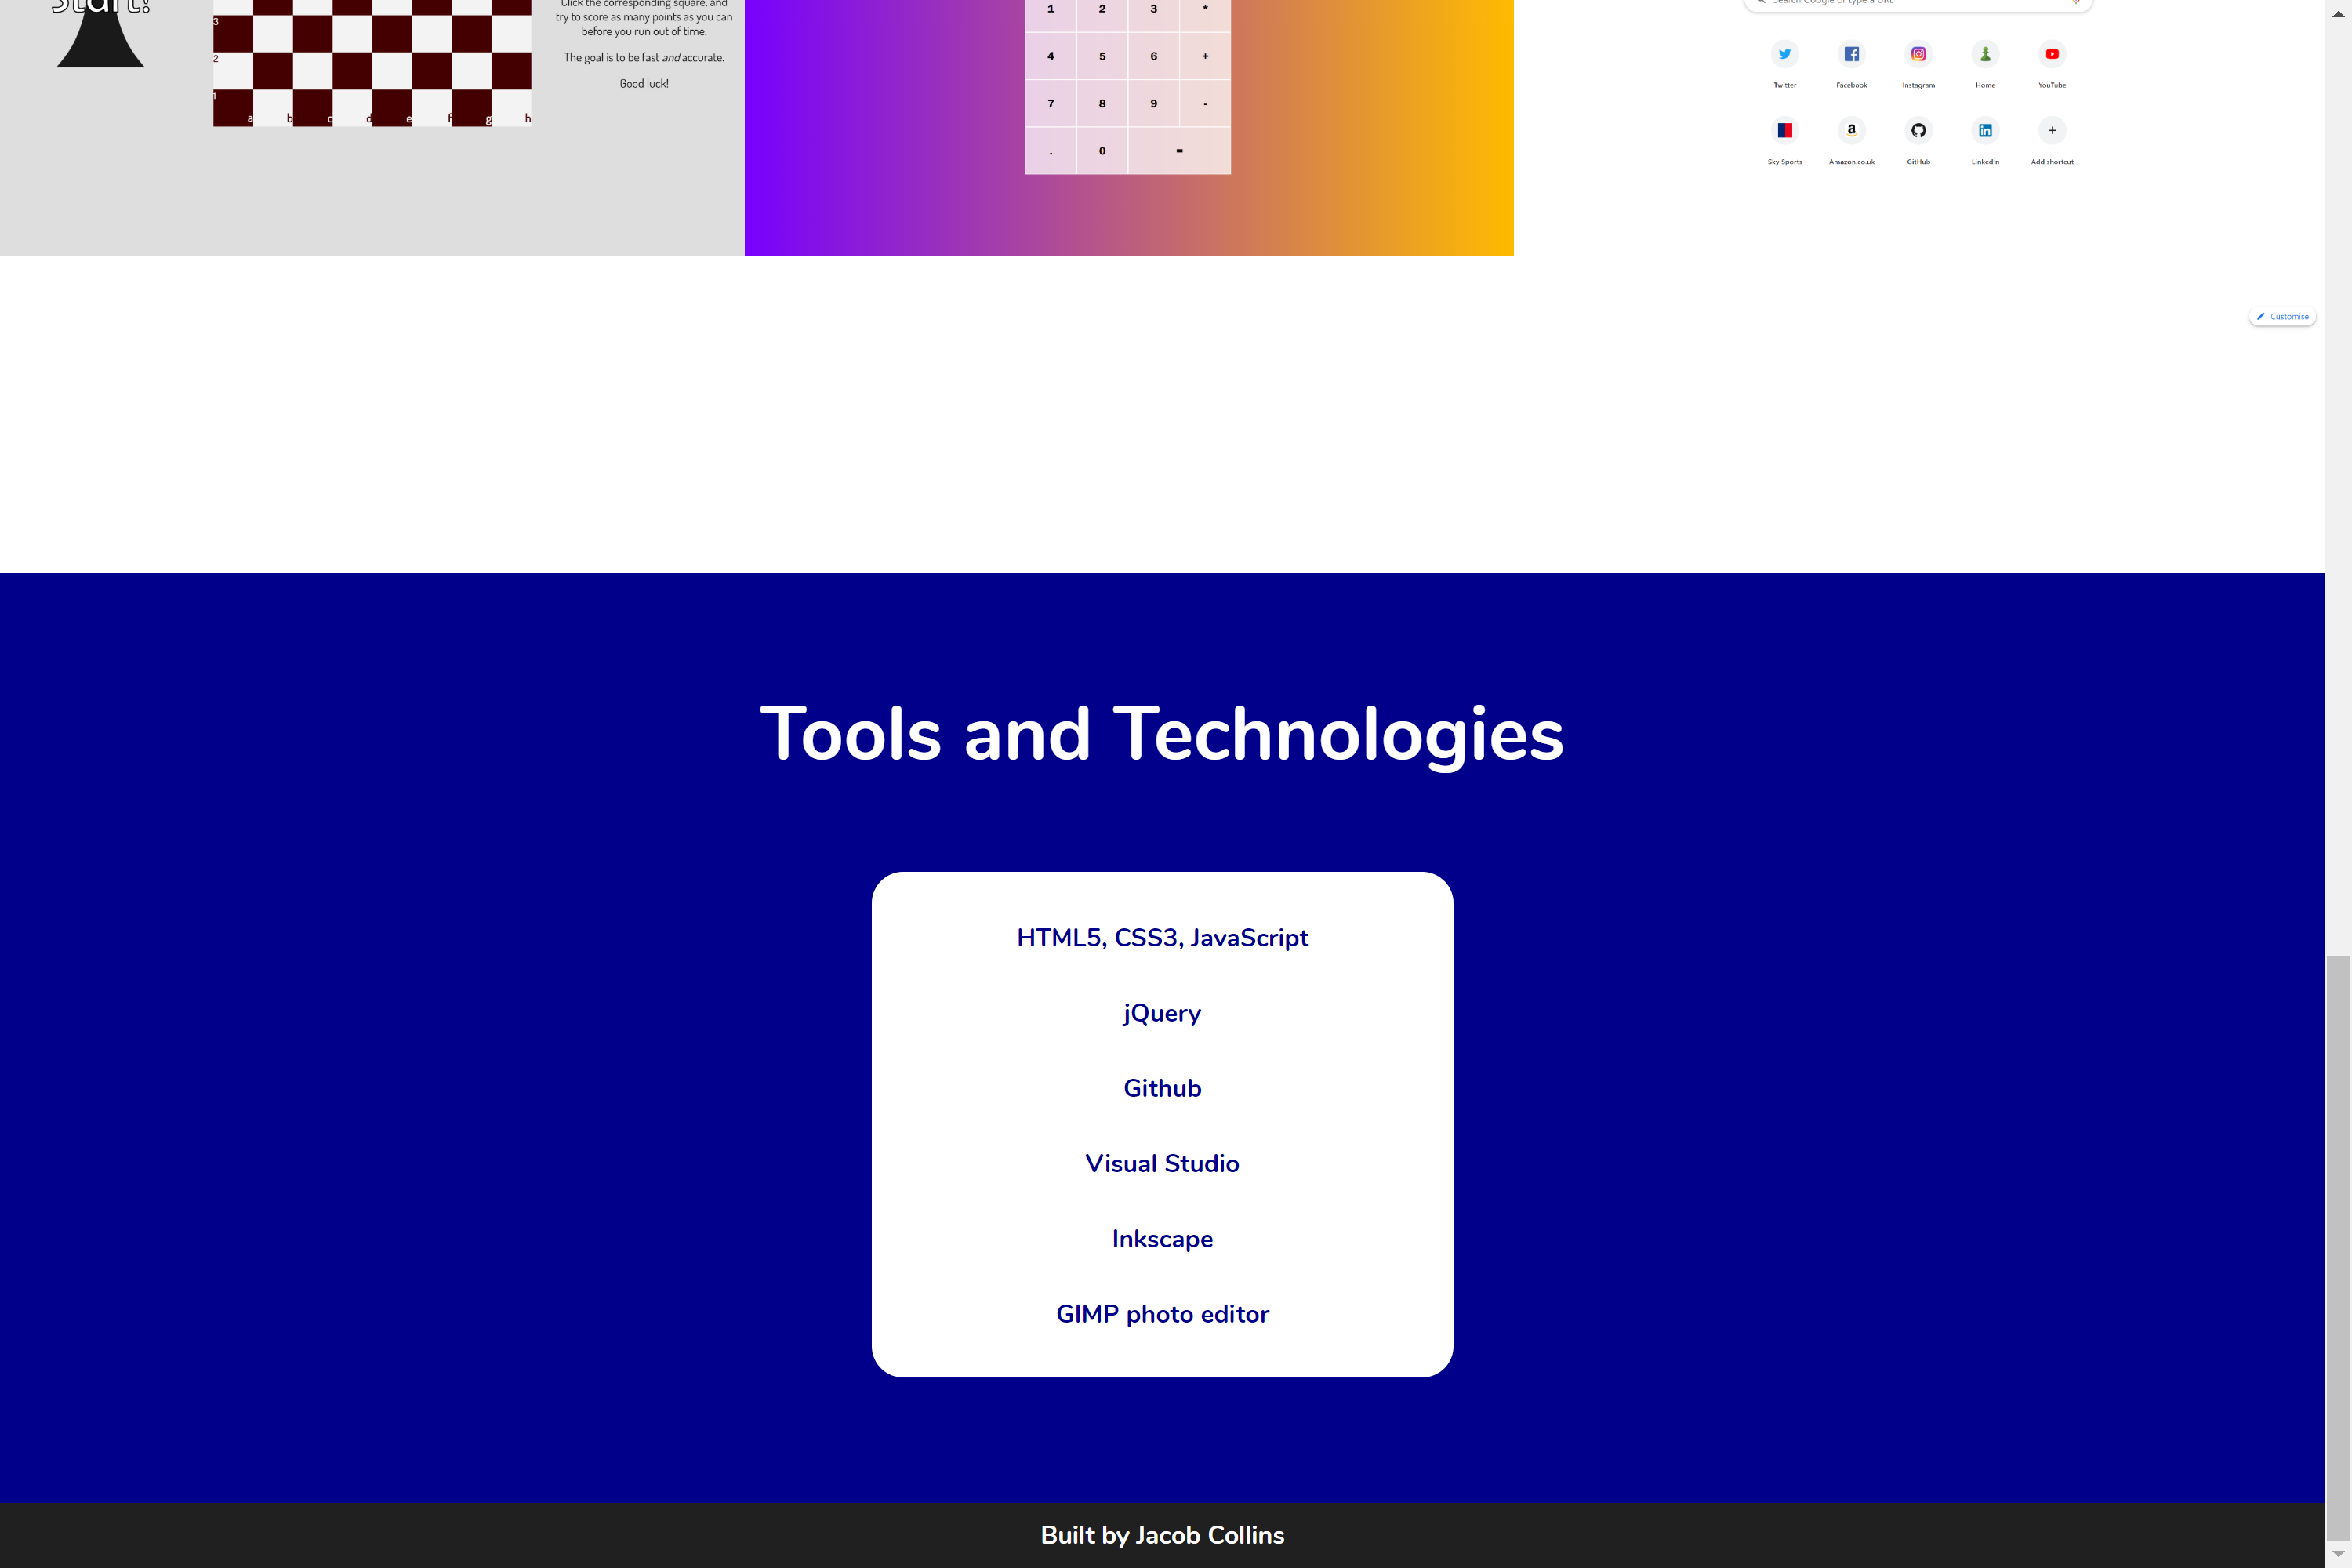 Start!
3
2
1
a b c d e f g h
Click the corresponding square, and
try to score as many points as you can
before you run out of time.
The goal is to be fast and accurate.
Good luck!
1 2 3 *
4 5 6 +
7 8 9 -
. 0 =
Search Google or type a URL
Twitter Facebook Instagram Home YouTube
Sky Sports Amazon.co.uk GitHub LinkedIn Add shortcut
Customise
Tools and Technologies
HTML5, CSS3, JavaScript
jQuery
Github
Visual Studio
Inkscape
GIMP photo editor
Built by Jacob Collins